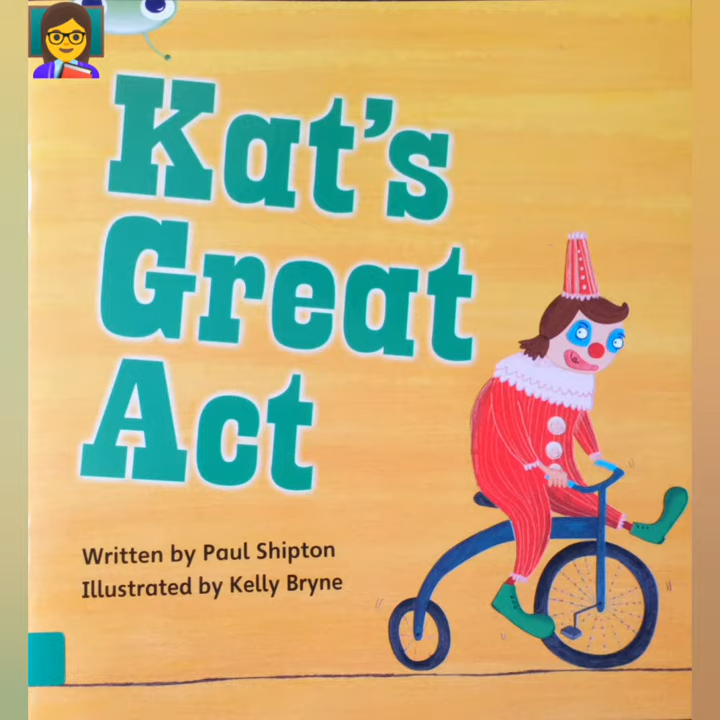 Kat's
Great
Act
Written by Paul Shipton
Illustrated by Kelly Bryne